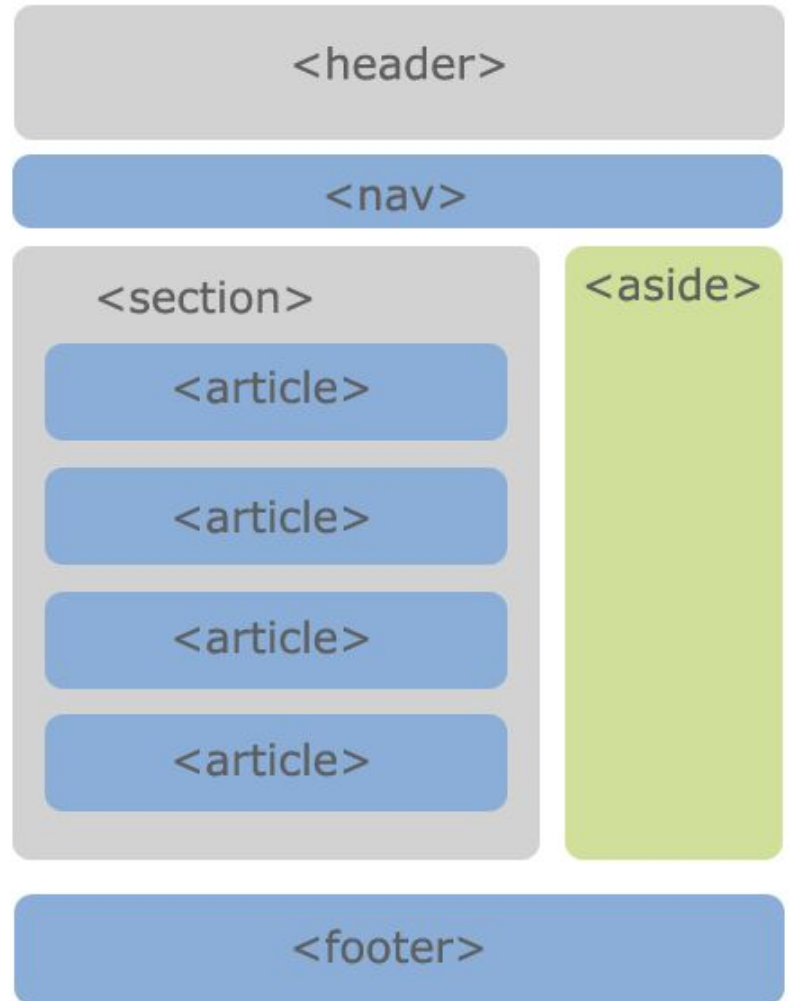 <header>
<nav>
<section>
<article>
<article>
<article>
<article>
<aside>
<footer>